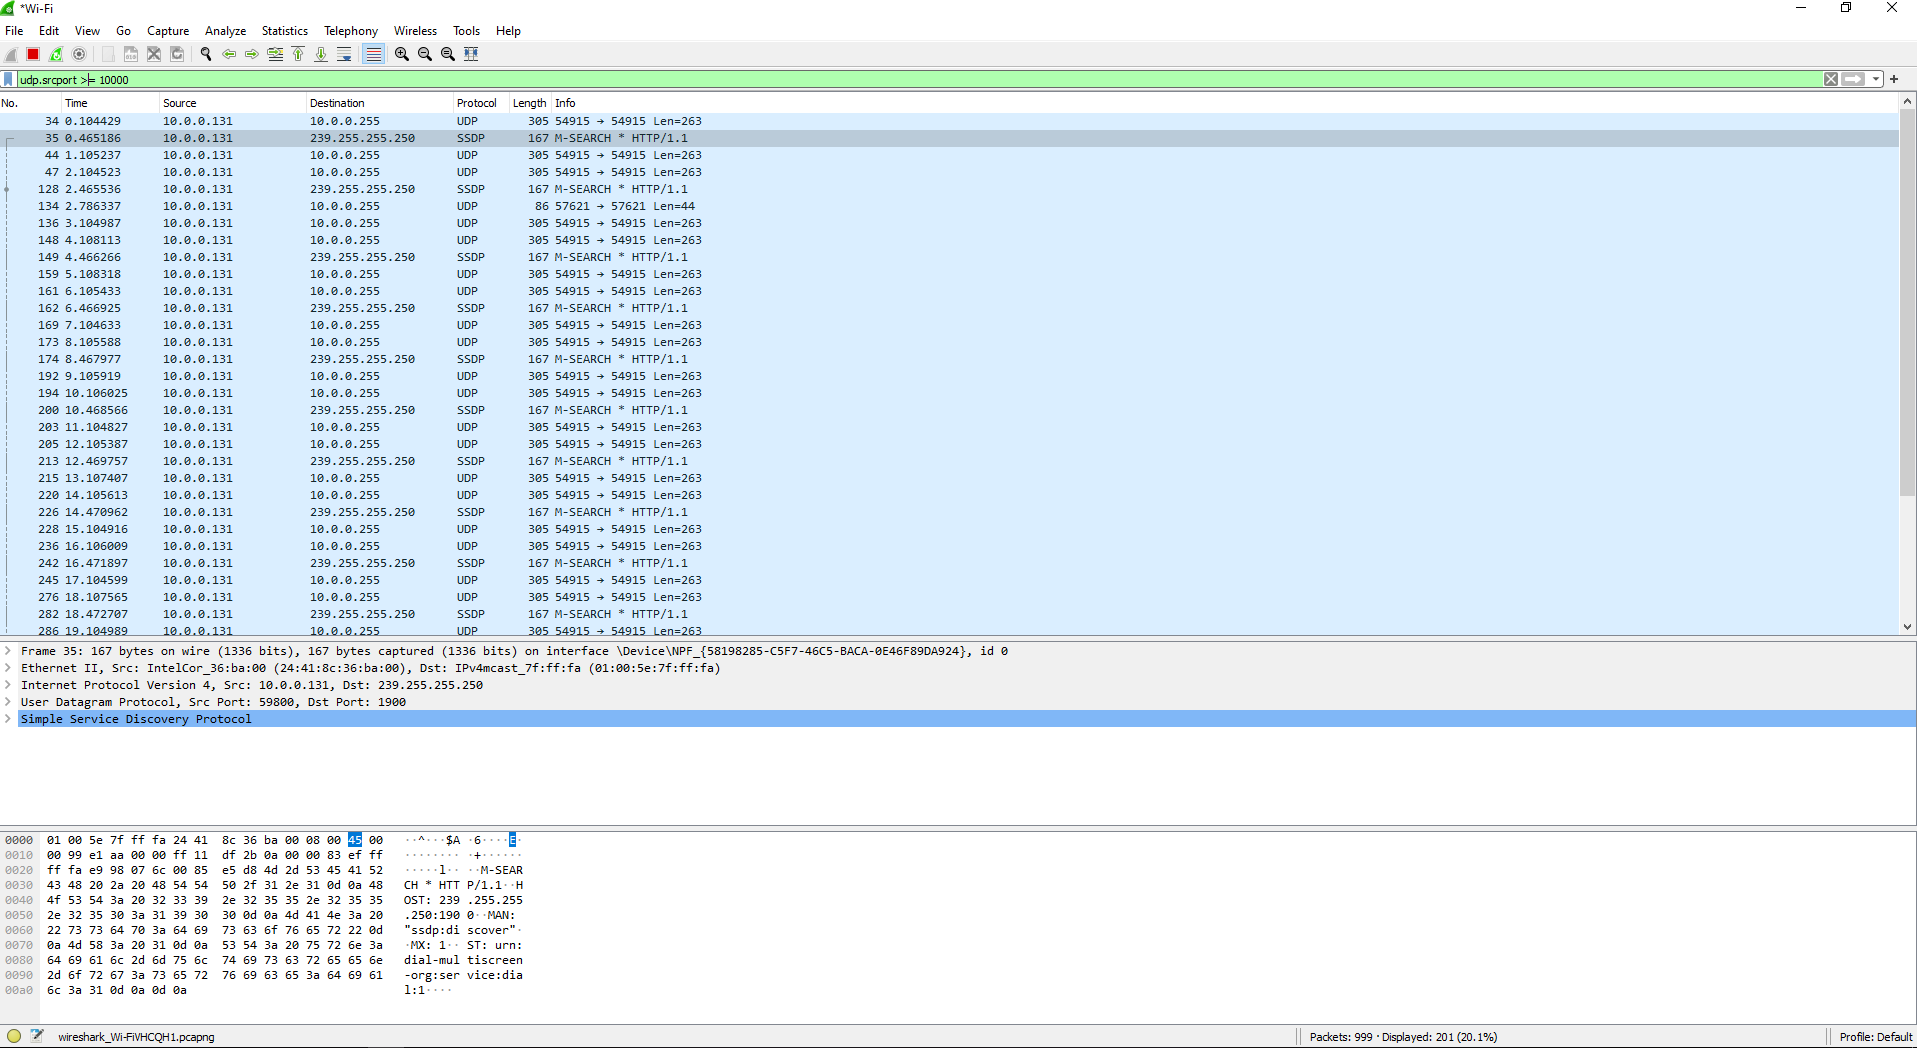 *Wi-Fi
File Edit View Go Capture Analyze Statistics Telephony Wireless Tools Help
udp.srcport >= 10000
No. Time Source Destination Protocol Length Info
34 0.104429 10.0.0.131 10.0.0.255 UDP 305 54915 → 54915 Len=263
35 0.465186 10.0.0.131 239.255.255.250 SSDP 167 M-SEARCH * HTTP/1.1
44 1.105237 10.0.0.131 10.0.0.255 UDP 305 54915 → 54915 Len=263
47 2.104523 10.0.0.131 10.0.0.255 UDP 305 54915 → 54915 Len=263
128 2.465536 10.0.0.131 239.255.255.250 SSDP 167 M-SEARCH * HTTP/1.1
134 2.786337 10.0.0.131 10.0.0.255 UDP 86 57621 → 57621 Len=44
136 3.104987 10.0.0.131 10.0.0.255 UDP 305 54915 → 54915 Len=263
148 4.108113 10.0.0.131 10.0.0.255 UDP 305 54915 → 54915 Len=263
149 4.466266 10.0.0.131 239.255.255.250 SSDP 167 M-SEARCH * HTTP/1.1
159 5.108318 10.0.0.131 10.0.0.255 UDP 305 54915 → 54915 Len=263
161 6.105433 10.0.0.131 10.0.0.255 UDP 305 54915 → 54915 Len=263
162 6.466925 10.0.0.131 239.255.255.250 SSDP 167 M-SEARCH * HTTP/1.1
169 7.104633 10.0.0.131 10.0.0.255 UDP 305 54915 → 54915 Len=263
173 8.105588 10.0.0.131 10.0.0.255 UDP 305 54915 → 54915 Len=263
174 8.467977 10.0.0.131 239.255.255.250 SSDP 167 M-SEARCH * HTTP/1.1
192 9.105919 10.0.0.131 10.0.0.255 UDP 305 54915 → 54915 Len=263
194 10.106025 10.0.0.131 10.0.0.255 UDP 305 54915 → 54915 Len=263
200 10.468566 10.0.0.131 239.255.255.250 SSDP 167 M-SEARCH * HTTP/1.1
203 11.104827 10.0.0.131 10.0.0.255 UDP 305 54915 → 54915 Len=263
205 12.105387 10.0.0.131 10.0.0.255 UDP 305 54915 → 54915 Len=263
213 12.469757 10.0.0.131 239.255.255.250 SSDP 167 M-SEARCH * HTTP/1.1
215 13.107407 10.0.0.131 10.0.0.255 UDP 305 54915 → 54915 Len=263
220 14.105613 10.0.0.131 10.0.0.255 UDP 305 54915 → 54915 Len=263
226 14.470962 10.0.0.131 239.255.255.250 SSDP 167 M-SEARCH * HTTP/1.1
228 15.104916 10.0.0.131 10.0.0.255 UDP 305 54915 → 54915 Len=263
236 16.106009 10.0.0.131 10.0.0.255 UDP 305 54915 → 54915 Len=263
242 16.471897 10.0.0.131 239.255.255.250 SSDP 167 M-SEARCH * HTTP/1.1
245 17.104599 10.0.0.131 10.0.0.255 UDP 305 54915 → 54915 Len=263
276 18.107565 10.0.0.131 10.0.0.255 UDP 305 54915 → 54915 Len=263
282 18.472707 10.0.0.131 239.255.255.250 SSDP 167 M-SEARCH * HTTP/1.1
286 19.104989 10.0.0.131 10.0.0.255 UDP 305 54915 → 54915 Len=263
Frame 35: 167 bytes on wire (1336 bits), 167 bytes captured (1336 bits) on interface \Device\NPF_{58198285-C5F7-46C5-BACA-0E46F89DA924}, id 0
Ethernet II, Src: IntelCor_36:ba:00 (24:41:8c:36:ba:00), Dst: IPv4mcast_7f:ff:fa (01:00:5e:7f:ff:fa)
Internet Protocol Version 4, Src: 10.0.0.131, Dst: 239.255.255.250
User Datagram Protocol, Src Port: 59800, Dst Port: 1900
Simple Service Discovery Protocol
0000 01 00 5e 7f ff fa 24 41 8c 36 ba 00 08 00 45 00 ··^···$A ·6····E·
0010 00 99 e1 aa 00 00 ff 11 df 2b 0a 00 00 83 ef ff ········ ·+······
0020 ff fa e9 98 07 6c 00 85 e5 d8 4d 2d 53 45 41 52 ·····l·· ··M-SEAR
0030 43 48 20 2a 20 48 54 54 50 2f 31 2e 31 0d 0a 48 CH * HTT P/1.1··H
0040 4f 53 54 3a 20 32 33 39 2e 32 35 35 2e 32 35 35 OST: 239 .255.255
0050 2e 32 35 30 3a 31 39 30 30 0d 0a 4d 41 4e 3a 20 .250:190 0··MAN:
0060 22 73 73 64 70 3a 64 69 73 63 6f 76 65 72 22 0d "ssdp:di scover"·
0070 0a 4d 58 3a 20 31 0d 0a 53 54 3a 20 75 72 6e 3a ·MX: 1·· ST: urn:
0080 64 69 61 6c 2d 6d 75 6c 74 69 73 63 72 65 65 6e dial-mul tiscreen
0090 2d 6f 72 67 3a 73 65 72 76 69 63 65 3a 64 69 61 -org:ser vice:dia
00a0 6c 3a 31 0d 0a 0d 0a l:1····
wireshark_Wi-FiVHCQH1.pcapng Packets: 999 · Displayed: 201 (20.1%) Profile: Default